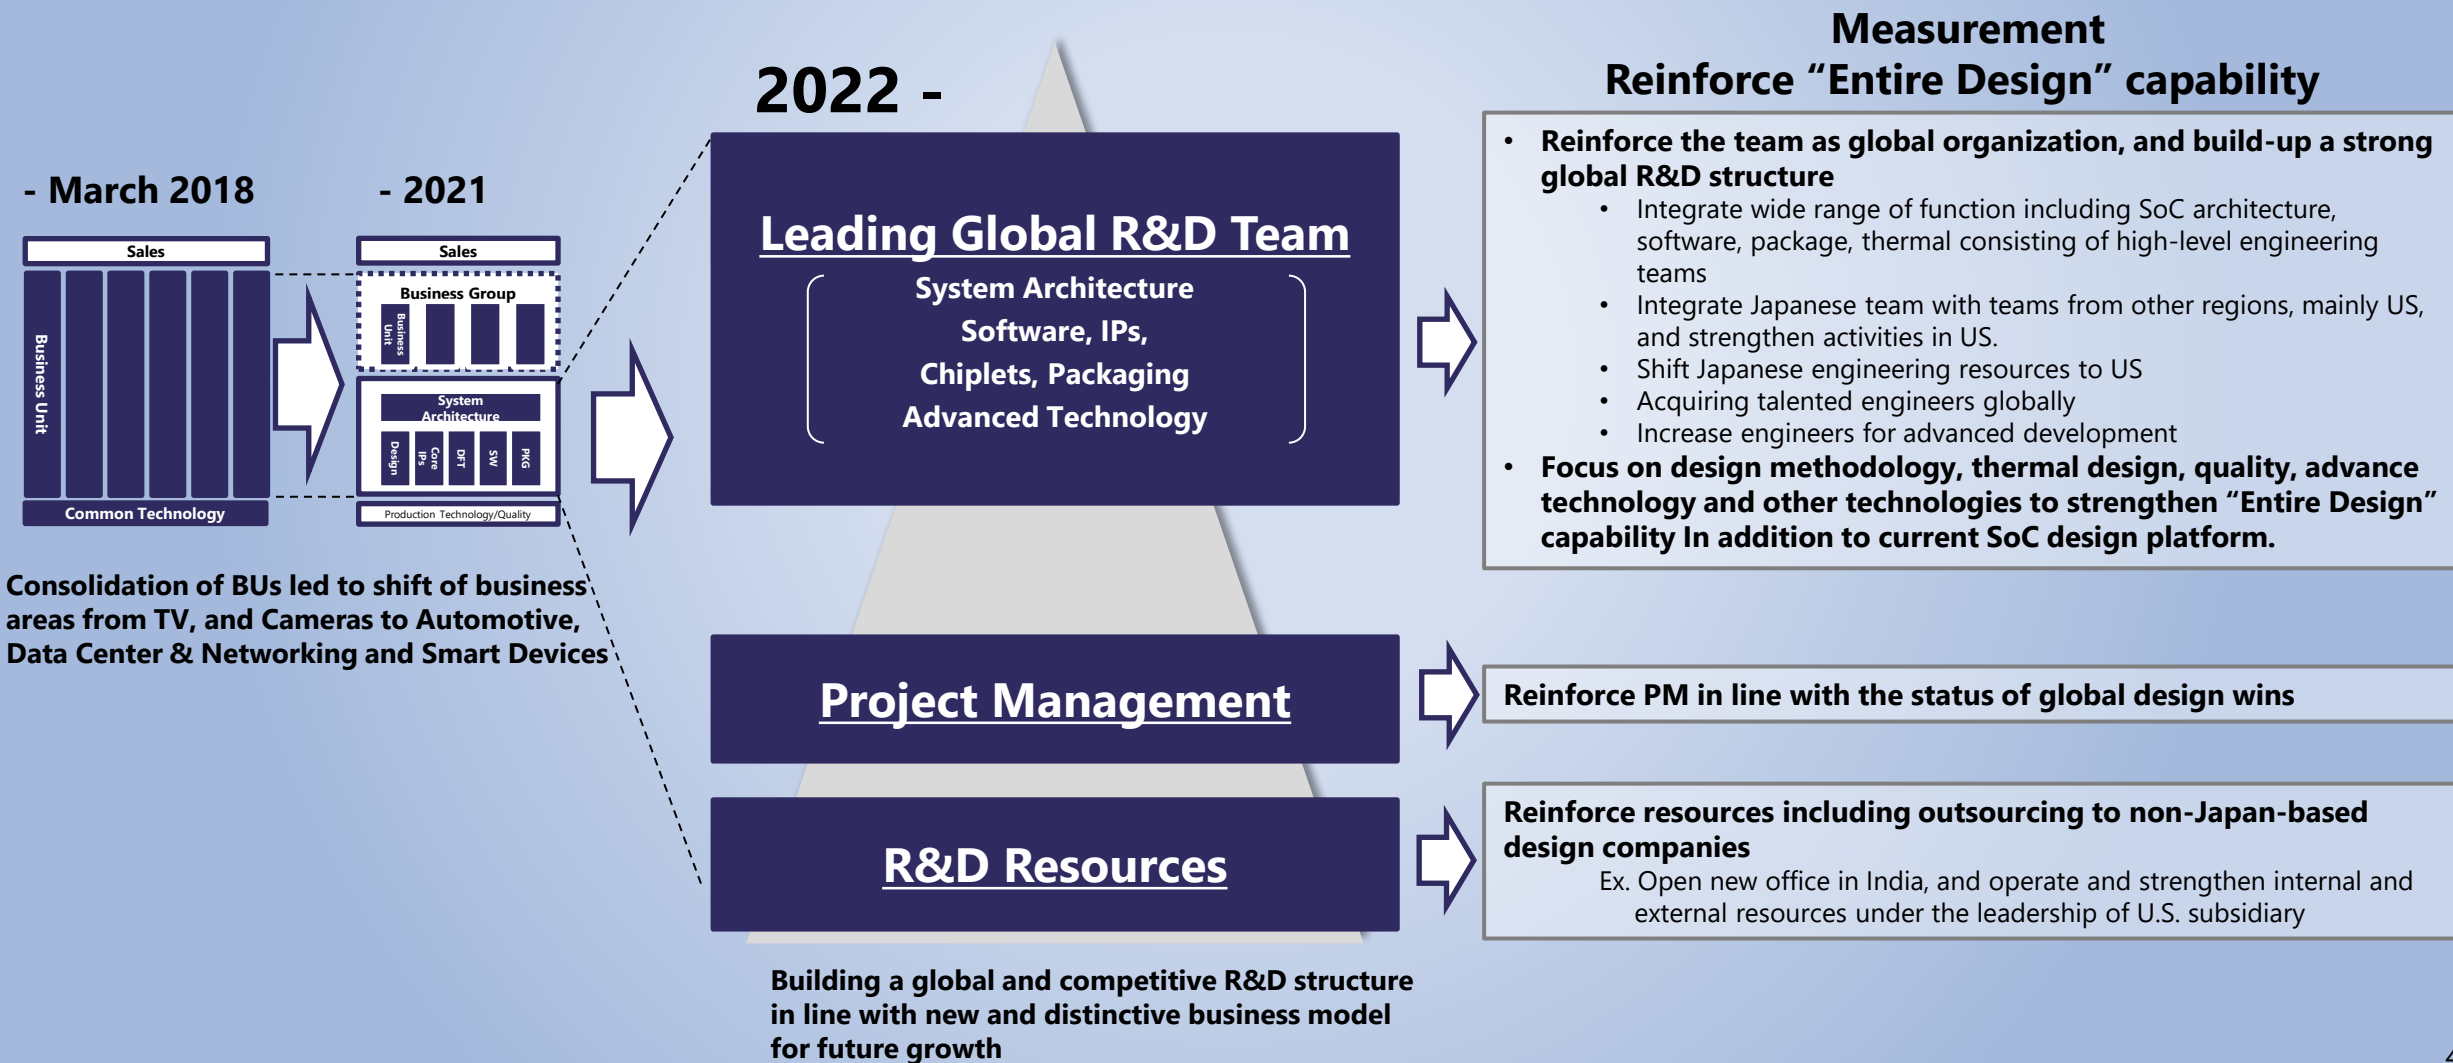 Measurement
Reinforce “Entire Design” capability
2022 -
- March 2018
- 2021
Sales
Business Unit
Common Technology
Sales
Business Group
Business
Unit
System
Architecture
Design
Core
IPs
DFT
SW
PKG
Production Technology/Quality
Consolidation of BUs led to shift of business
areas from TV, and Cameras to Automotive,
Data Center & Networking and Smart Devices
Leading Global R&D Team
System Architecture
Software, IPs,
Chiplets, Packaging
Advanced Technology
• Reinforce the team as global organization, and build-up a strong
global R&D structure
• Integrate wide range of function including SoC architecture,
software, package, thermal consisting of high-level engineering
teams
• Integrate Japanese team with teams from other regions, mainly US,
and strengthen activities in US.
• Shift Japanese engineering resources to US
• Acquiring talented engineers globally
• Increase engineers for advanced development
• Focus on design methodology, thermal design, quality, advance
technology and other technologies to strengthen “Entire Design”
capability In addition to current SoC design platform.
Project Management
Reinforce PM in line with the status of global design wins
R&D Resources
Reinforce resources including outsourcing to non-Japan-based
design companies
Ex. Open new office in India, and operate and strengthen internal and
external resources under the leadership of U.S. subsidiary
Building a global and competitive R&D structure
in line with new and distinctive business model
for future growth